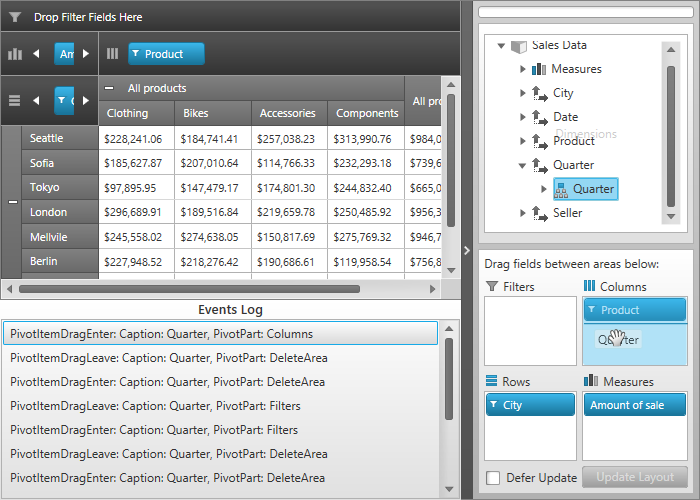 Drop Filter Fields Here
Product
All products
All pro
Clothing Bikes Accessories Components
Seattle $228,241.06 $184,741.41 $257,038.23 $313,990.76 $984,0
Sofia $185,627.87 $207,010.64 $114,766.33 $232,293.18 $739,6
Tokyo $97,895.95 $147,479.17 $174,801.30 $244,832.40 $665,0
London $296,689.91 $189,516.84 $219,659.78 $250,485.92 $956,3
Mellvile $245,558.02 $274,638.05 $150,817.69 $275,769.32 $946,7
Berlin $227,948.52 $218,276.42 $190,686.61 $119,958.54 $756,8
Events Log
PivotItemDragEnter: Caption: Quarter, PivotPart: Columns
PivotItemDragLeave: Caption: Quarter, PivotPart: DeleteArea
PivotItemDragEnter: Caption: Quarter, PivotPart: DeleteArea
PivotItemDragLeave: Caption: Quarter, PivotPart: Filters
PivotItemDragEnter: Caption: Quarter, PivotPart: Filters
PivotItemDragLeave: Caption: Quarter, PivotPart: DeleteArea
PivotItemDragEnter: Caption: Quarter, PivotPart: DeleteArea
Sales Data
Measures
City
Date
Dimensions
Product
Quarter
Quarter
Seller
Drag fields between areas below:
Filters
Columns
Product
Quarter
Rows
Measures
City
Amount of sale
Defer Update
Update Layout